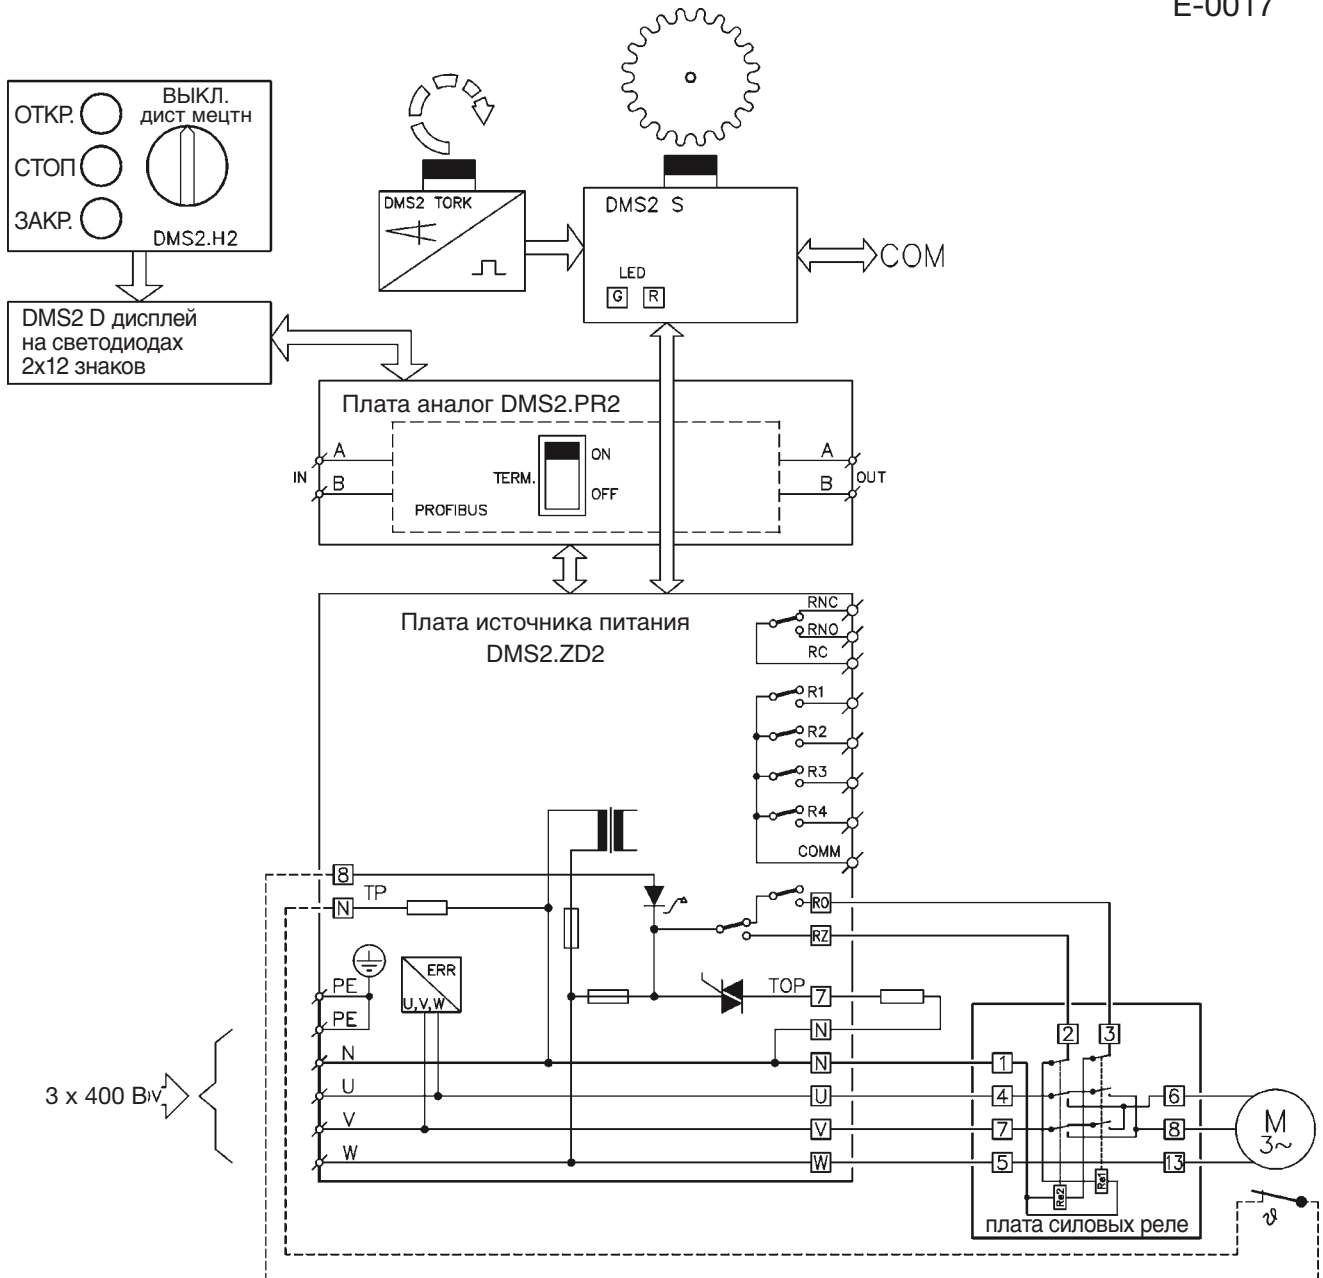 E-0017
ОТКР.
СТОП
ЗАКР.
ВЫКЛ.
дист мецтн
DMS2.H2
DMS2 D дисплей
на светодиодах
2x12 знаков
DMS2 TORK
DMS2 S
LED
G R
COM
Плата аналог DMS2.PR2
IN
A
B
PROFIBUS
TERM.
ON
OFF
A
B
OUT
Плата источника питания
DMS2.ZD2
RNC
RNO
RC
R1
R2
R3
R4
COMM
8
N
TP
RO
RZ
PE
PE
ERR
U,V,W
TOP
7
N
N
U
V
W
N
U
V
W
3 x 400 В
V
1
4
7
5
2
3
6
8
13
Re2
Re1
плата силовых реле
M
3~
ϑ